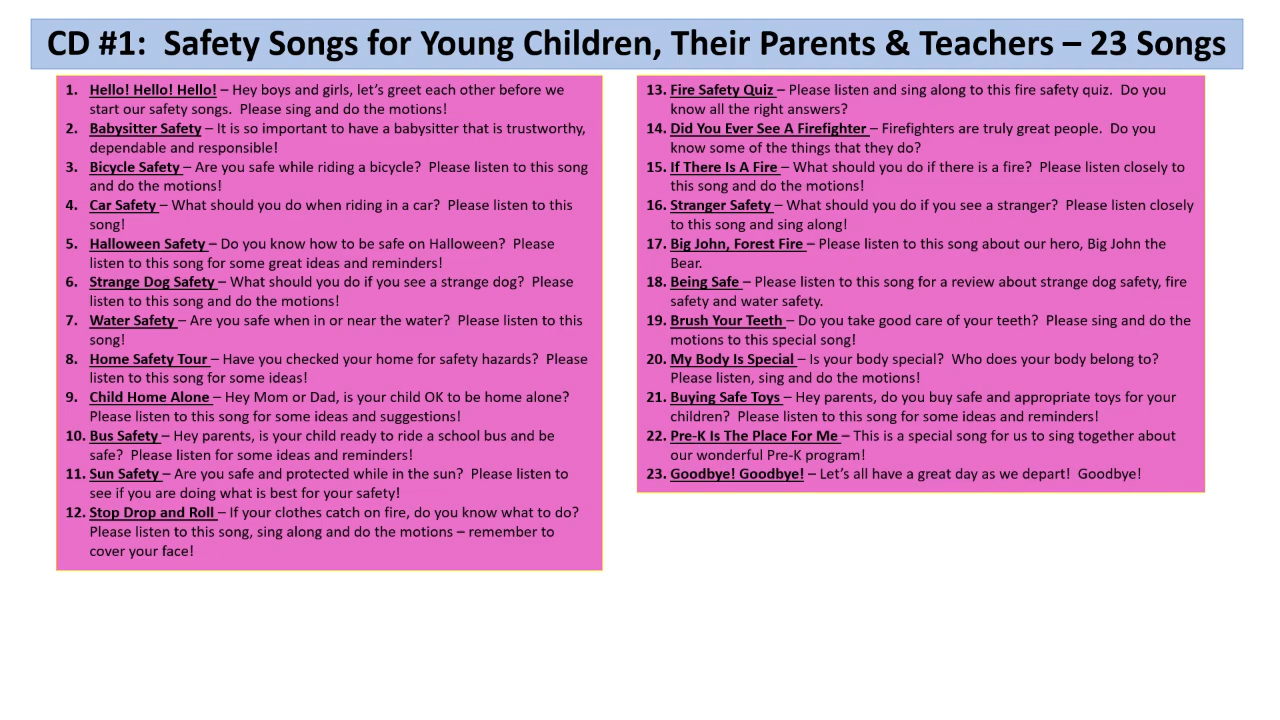 CD #1:  Safety Songs for Young Children, Their Parents & Teachers – 23 Songs
1. Hello! Hello! Hello! – Hey boys and girls, let's greet each other before we
start our safety songs.  Please sing and do the motions!
2. Babysitter Safety – It is so important to have a babysitter that is trustworthy,
dependable and responsible!
3. Bicycle Safety – Are you safe while riding a bicycle?  Please listen to this song
and do the motions!
4. Car Safety – What should you do when riding in a car?  Please listen to this
song!
5. Halloween Safety – Do you know how to be safe on Halloween?  Please
listen to this song for some great ideas and reminders!
6. Strange Dog Safety – What should you do if you see a strange dog?  Please
listen to this song and do the motions!
7. Water Safety – Are you safe when in or near the water?  Please listen to this
song!
8. Home Safety Tour – Have you checked your home for safety hazards?  Please
listen to this song for some ideas!
9. Child Home Alone – Hey Mom or Dad, is your child OK to be home alone?
Please listen to this song for some ideas and suggestions!
10. Bus Safety – Hey parents, is your child ready to ride a school bus and be
safe?  Please listen for some ideas and reminders!
11. Sun Safety – Are you safe and protected while in the sun?  Please listen to
see if you are doing what is best for your safety!
12. Stop Drop and Roll – If your clothes catch on fire, do you know what to do?
Please listen to this song, sing along and do the motions – remember to
cover your face!
13. Fire Safety Quiz – Please listen and sing along to this fire safety quiz.  Do you
know all the right answers?
14. Did You Ever See A Firefighter – Firefighters are truly great people.  Do you
know some of the things that they do?
15. If There Is A Fire – What should you do if there is a fire?  Please listen closely to
this song and do the motions!
16. Stranger Safety – What should you do if you see a stranger?  Please listen closely
to this song and sing along!
17. Big John, Forest Fire – Please listen to this song about our hero, Big John the
Bear.
18. Being Safe – Please listen to this song for a review about strange dog safety, fire
safety and water safety.
19. Brush Your Teeth – Do you take good care of your teeth?  Please sing and do the
motions to this special song!
20. My Body Is Special – Is your body special?  Who does your body belong to?
Please listen, sing and do the motions!
21. Buying Safe Toys – Hey parents, do you buy safe and appropriate toys for your
children?  Please listen to this song for some ideas and reminders!
22. Pre-K Is The Place For Me – This is a special song for us to sing together about
our wonderful Pre-K program!
23. Goodbye! Goodbye! – Let's all have a great day as we depart!  Goodbye!